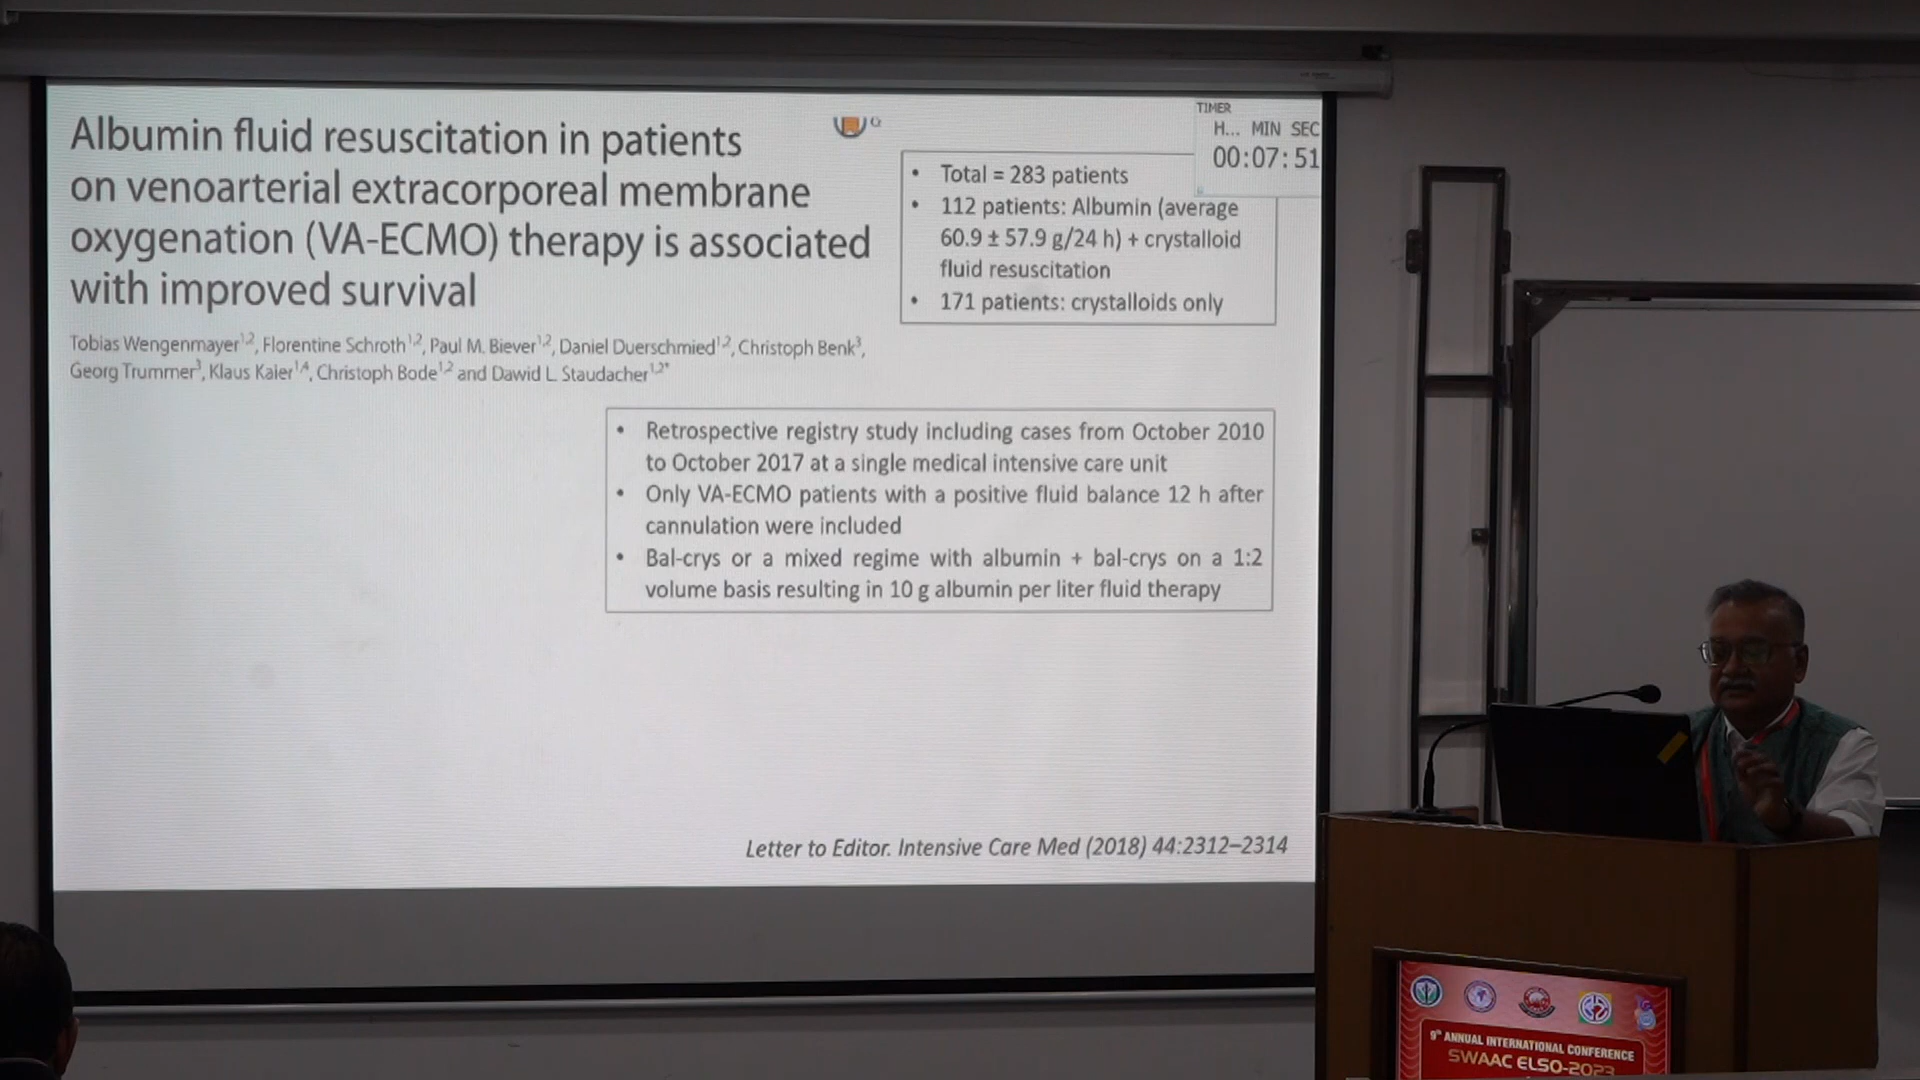 Albumin fluid resuscitation in patients
on venoarterial extracorporeal membrane
oxygenation (VA-ECMO) therapy is associated
with improved survival
Tobias Wengenmayer1,2, Florentine Schroth1,2, Paul M. Biever1,2, Daniel Duerschmied1,2, Christoph Benk3,
Georg Trummer3, Klaus Kaier1,4, Christoph Bode1,2 and Dawid L. Staudacher1,2*
TIMER
H... MIN SEC
00:07:51
• Total = 283 patients
• 112 patients: Albumin (average
60.9 ± 57.9 g/24 h) + crystalloid
fluid resuscitation
• 171 patients: crystalloids only
• Retrospective registry study including cases from October 2010
to October 2017 at a single medical intensive care unit
• Only VA-ECMO patients with a positive fluid balance 12 h after
cannulation were included
• Bal-crys or a mixed regime with albumin + bal-crys on a 1:2
volume basis resulting in 10 g albumin per liter fluid therapy
Letter to Editor. Intensive Care Med (2018) 44:2312–2314
9th ANNUAL INTERNATIONAL CONFERENCE
SWAAC ELSO-2023